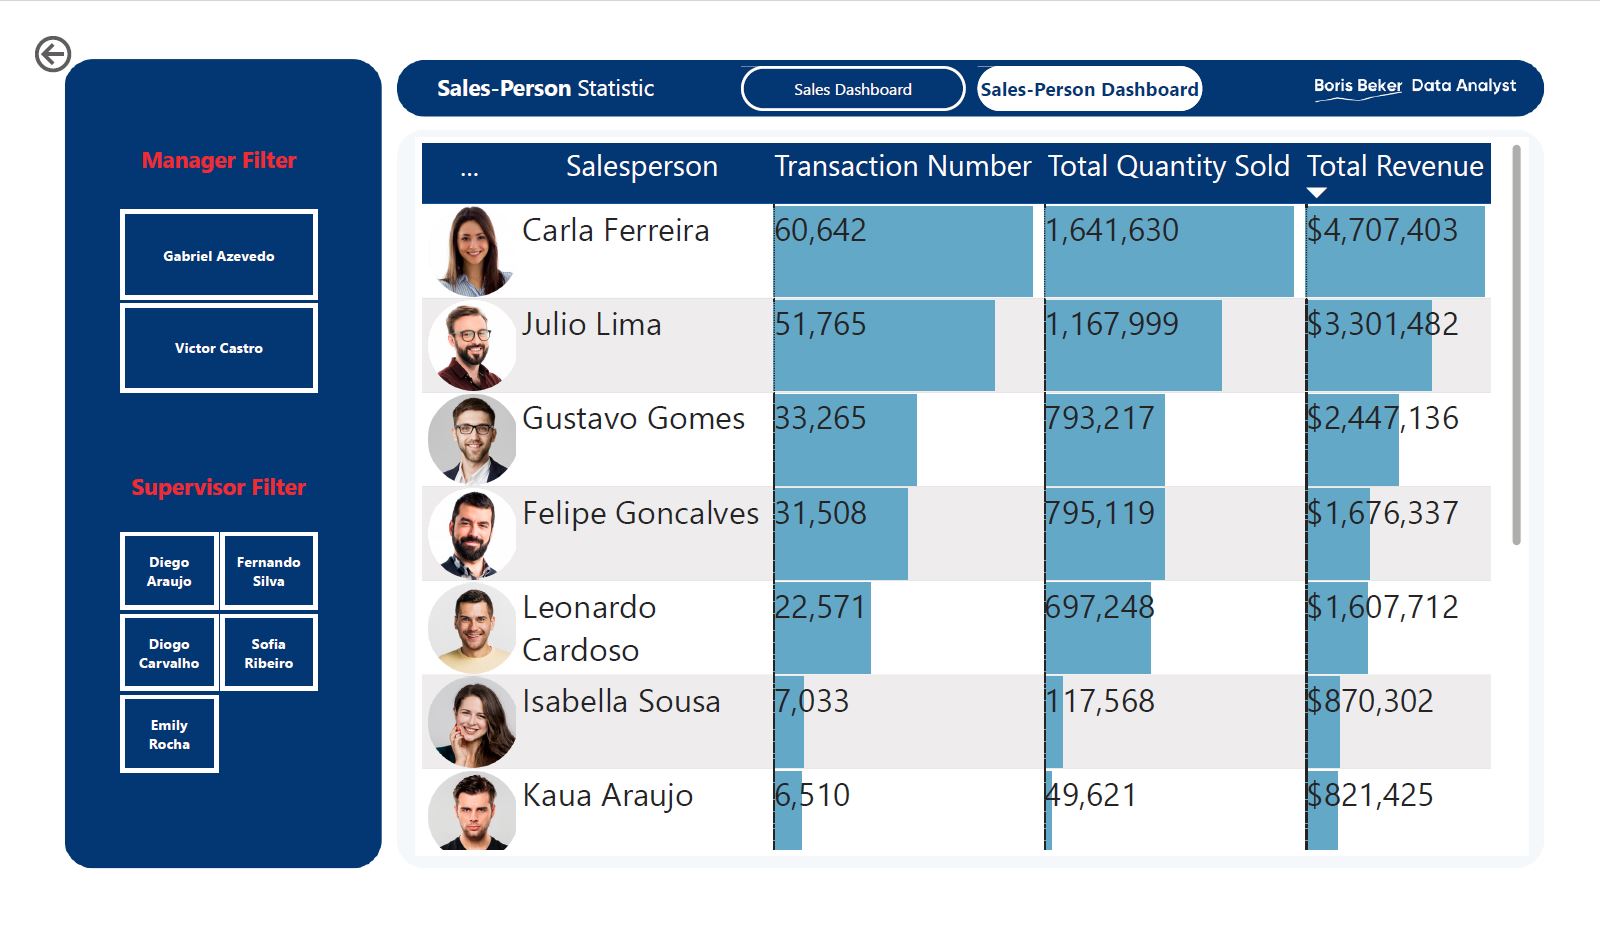 Sales-Person Statistic
Sales Dashboard
Sales-Person Dashboard
Boris Beker Data Analyst
Manager Filter
Gabriel Azevedo
Victor Castro
Supervisor Filter
Diego
Araujo
Fernando
Silva
Diogo
Carvalho
Sofia
Ribeiro
Emily
Rocha
... Salesperson Transaction Number Total Quantity Sold Total Revenue
Carla Ferreira 60,642 1,641,630 $4,707,403
Julio Lima 51,765 1,167,999 $3,301,482
Gustavo Gomes 33,265 793,217 $2,447,136
Felipe Goncalves 31,508 795,119 $1,676,337
Leonardo 22,571 697,248 $1,607,712
Cardoso
Isabella Sousa 7,033 117,568 $870,302
Kaua Araujo 6,510 49,621 $821,425